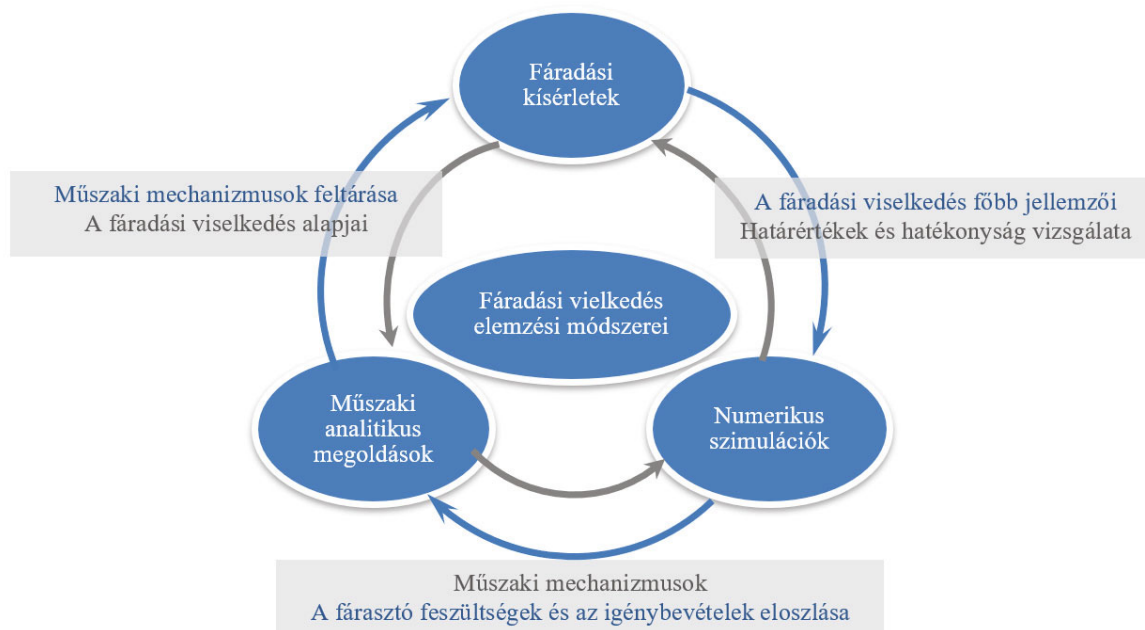 Fáradási
kísérletek
Műszaki mechanizmusok feltárása
A fáradási viselkedés alapjai
A fáradási viselkedés főbb jellemzői
Határértékek és hatékonyság vizsgálata
Fáradási vielkedés
elemzési módszerei
Műszaki
analitikus
megoldások
Numerikus
szimulációk
Műszaki mechanizmusok
A fárasztó feszültségek és az igénybevételek eloszlása